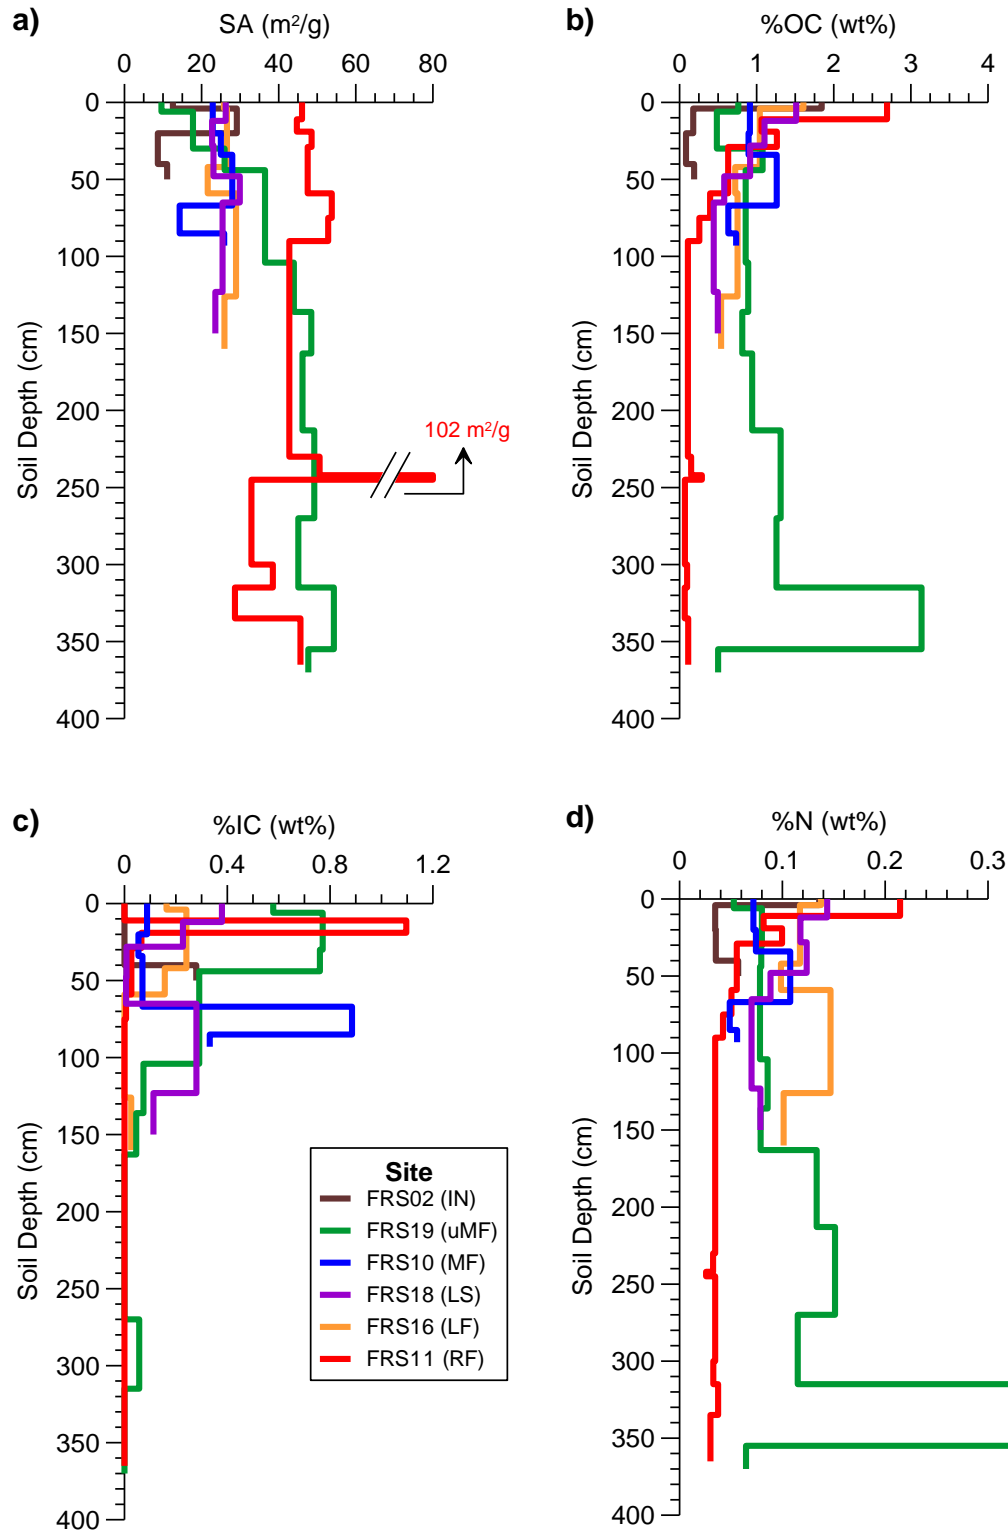 a)
SA (m²/g)
0 20 40 60 80
0
50
100
150
200
250
300
350
400
Soil Depth (cm)
102 m²/g
b)
%OC (wt%)
0 1 2 3 4
0
50
100
150
200
250
300
350
400
Soil Depth (cm)
c)
%IC (wt%)
0 0.4 0.8 1.2
0
50
100
150
200
250
300
350
400
Soil Depth (cm)
Site
FRS02 (IN)
FRS19 (uMF)
FRS10 (MF)
FRS18 (LS)
FRS16 (LF)
FRS11 (RF)
d)
%N (wt%)
0 0.1 0.2 0.3
0
50
100
150
200
250
300
350
400
Soil Depth (cm)